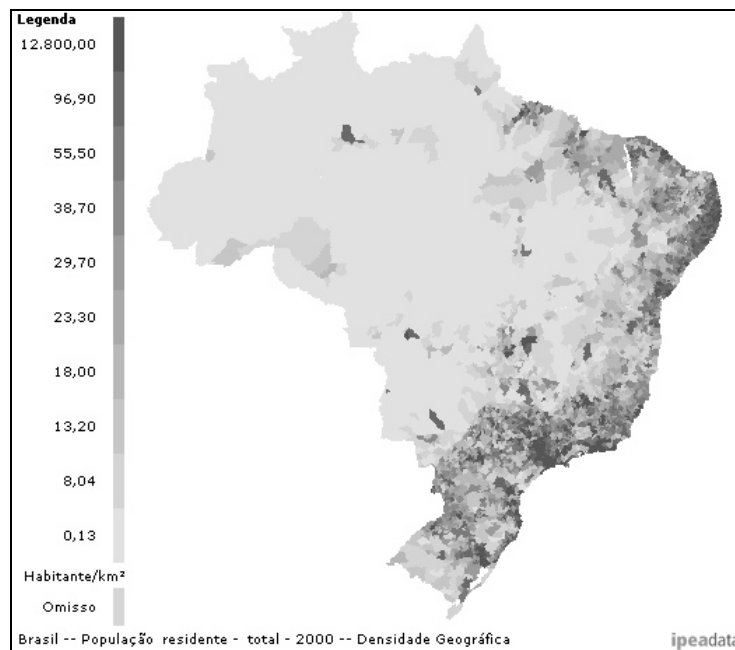 Legenda
12.800,00
96,90
55,50
38,70
29,70
23,30
18,00
13,20
8,04
0,13
Habitante/km²
Omisso
Brasil -- População residente - total - 2000 -- Densidade Geográfica
ipeadata